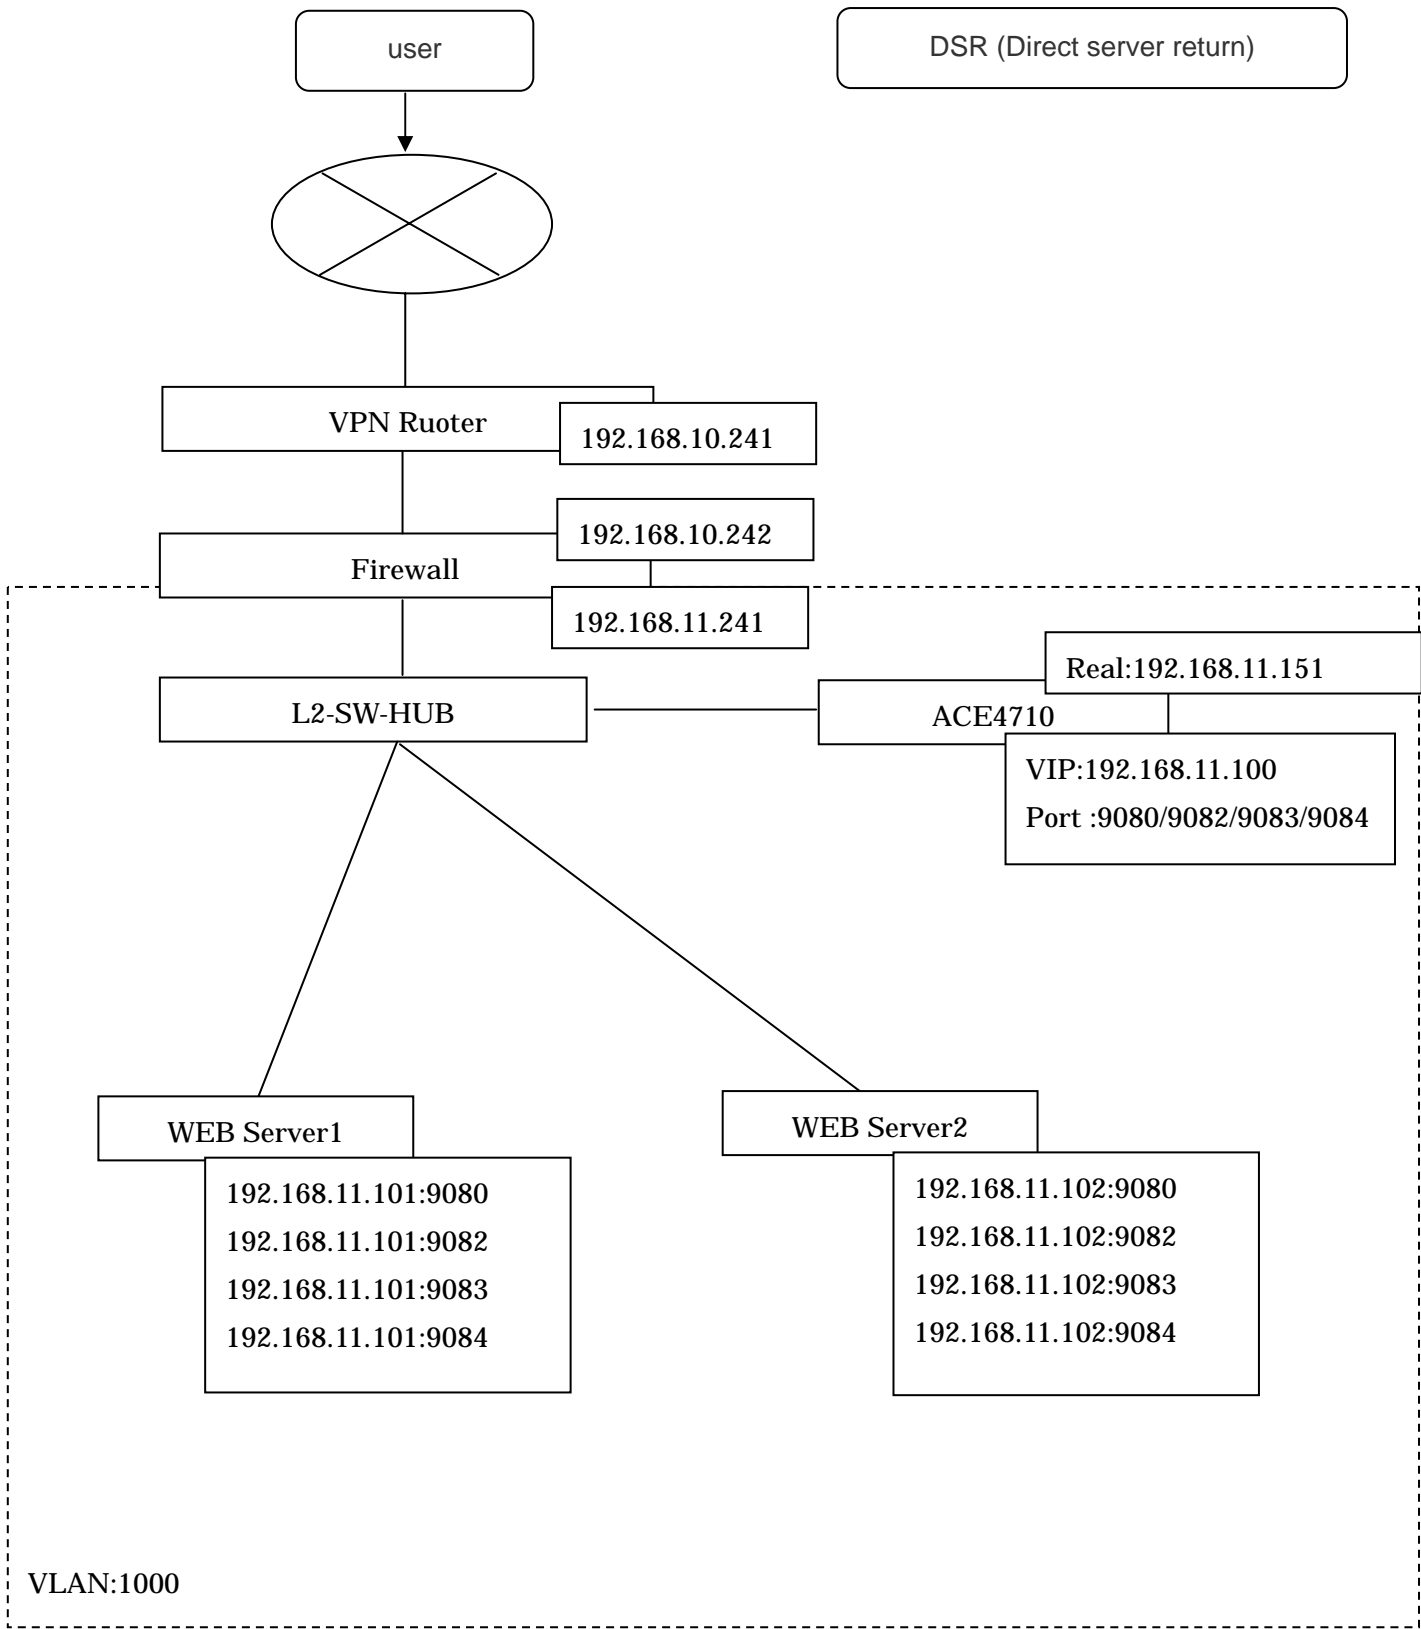 user
DSR (Direct server return)
VPN Ruoter
192.168.10.241
192.168.10.242
Firewall
192.168.11.241
Real:192.168.11.151
L2-SW-HUB
ACE4710
VIP:192.168.11.100
Port :9080/9082/9083/9084
WEB Server1
WEB Server2
192.168.11.101:9080
192.168.11.101:9082
192.168.11.101:9083
192.168.11.101:9084
192.168.11.102:9080
192.168.11.102:9082
192.168.11.102:9083
192.168.11.102:9084
VLAN:1000